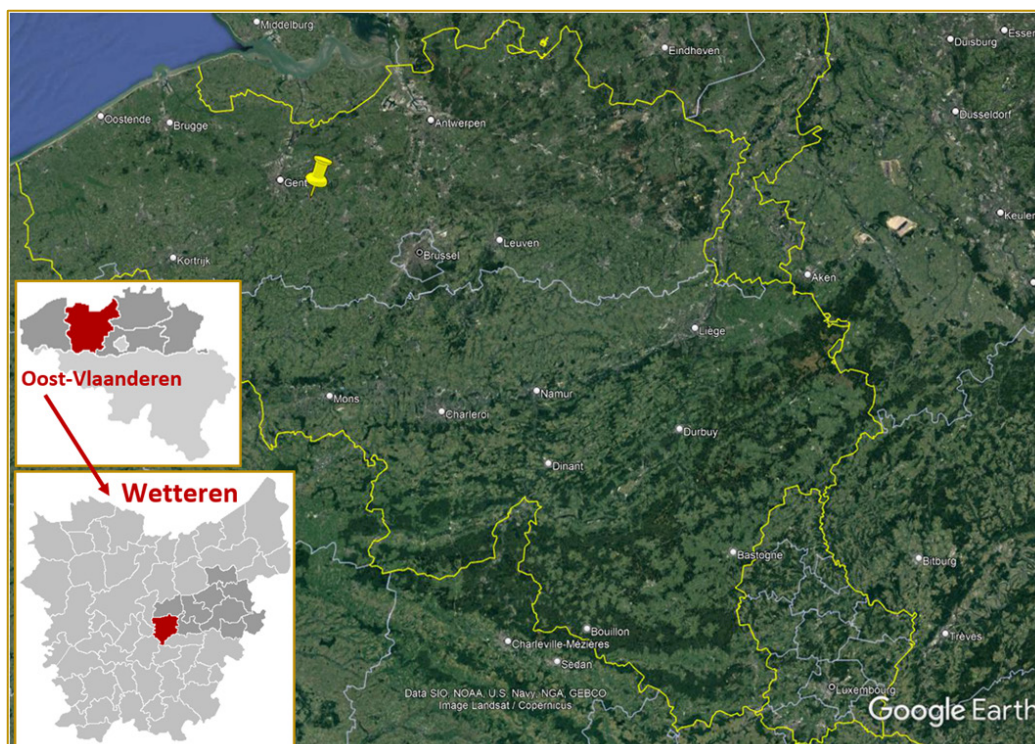 Middelburg
Eindhoven
Duisburg
Essen
Oostende
Brugge
Antwerpen
Düsseldorf
Gent
Keulen
Kortrijk
Brussel
Leuven
Aken
Liège
Oost-Vlaanderen
Mons
Charleroi
Namur
Durbuy
Dinant
Wetteren
Bastogne
Bitburg
Bouillon
Charleville-Mézières
Sedan
Trèves
Luxembourg
Data SIO, NOAA, U.S. Navy, NGA, GEBCO
Image Landsat / Copernicus
Google Earth